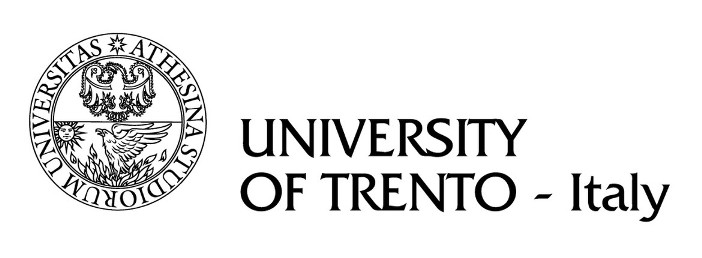 ATHESINA STUDIORUM UNIVERSITAS
UNIVERSITY
OF TRENTO - Italy